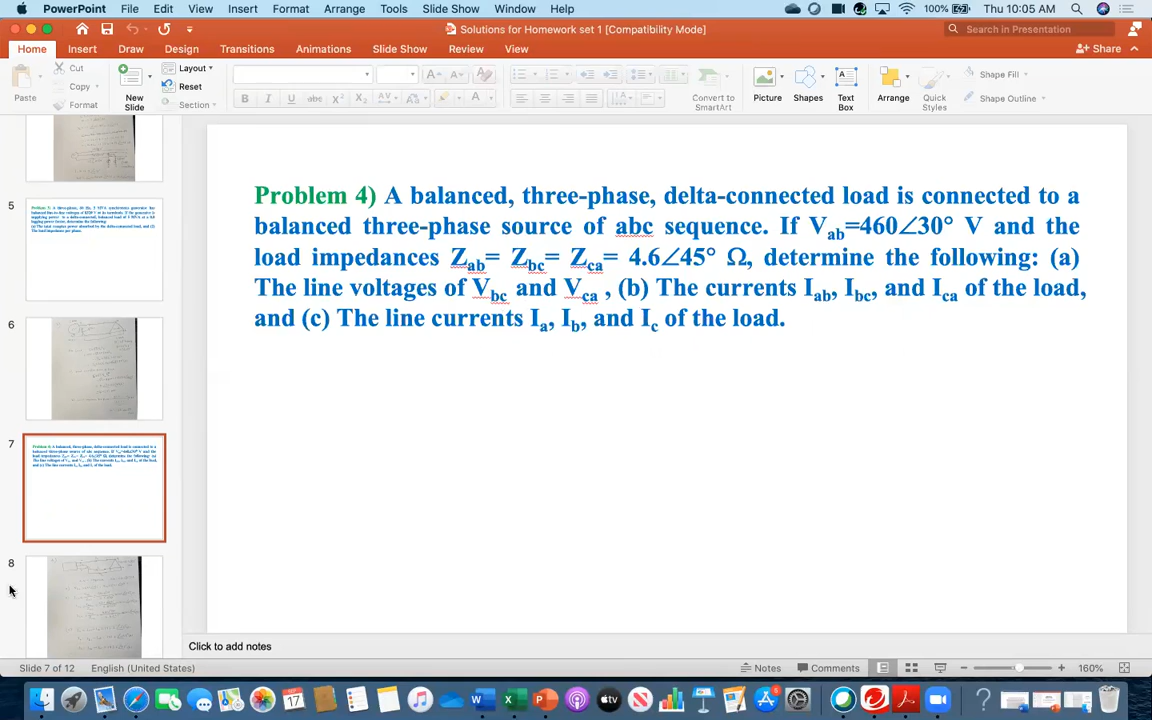 PowerPoint File Edit View Insert Format Arrange Tools Slide Show Window Help 100% Thu 10:05 AM
Solutions for Homework set 1 [Compatibility Mode]
Search in Presentation
Home Insert Draw Design Transitions Animations Slide Show Review View
Share
Paste
Cut
Copy
Format
New Slide
Layout
Reset
Section
Convert to SmartArt
Picture
Shapes
Text Box
Arrange
Quick Styles
Shape Fill
Shape Outline
5
6
7
8
Problem 4) A balanced, three-phase, delta-connected load is connected to a
balanced three-phase source of abc sequence. If Vab=460∠30° V and the
load impedances Zab= Zbc= Zca= 4.6∠45° Ω, determine the following: (a)
The line voltages of Vbc and Vca , (b) The currents Iab, Ibc, and Ica of the load,
and (c) The line currents Ia, Ib, and Ic of the load.
Click to add notes
Slide 7 of 12 English (United States)
Notes Comments 160%